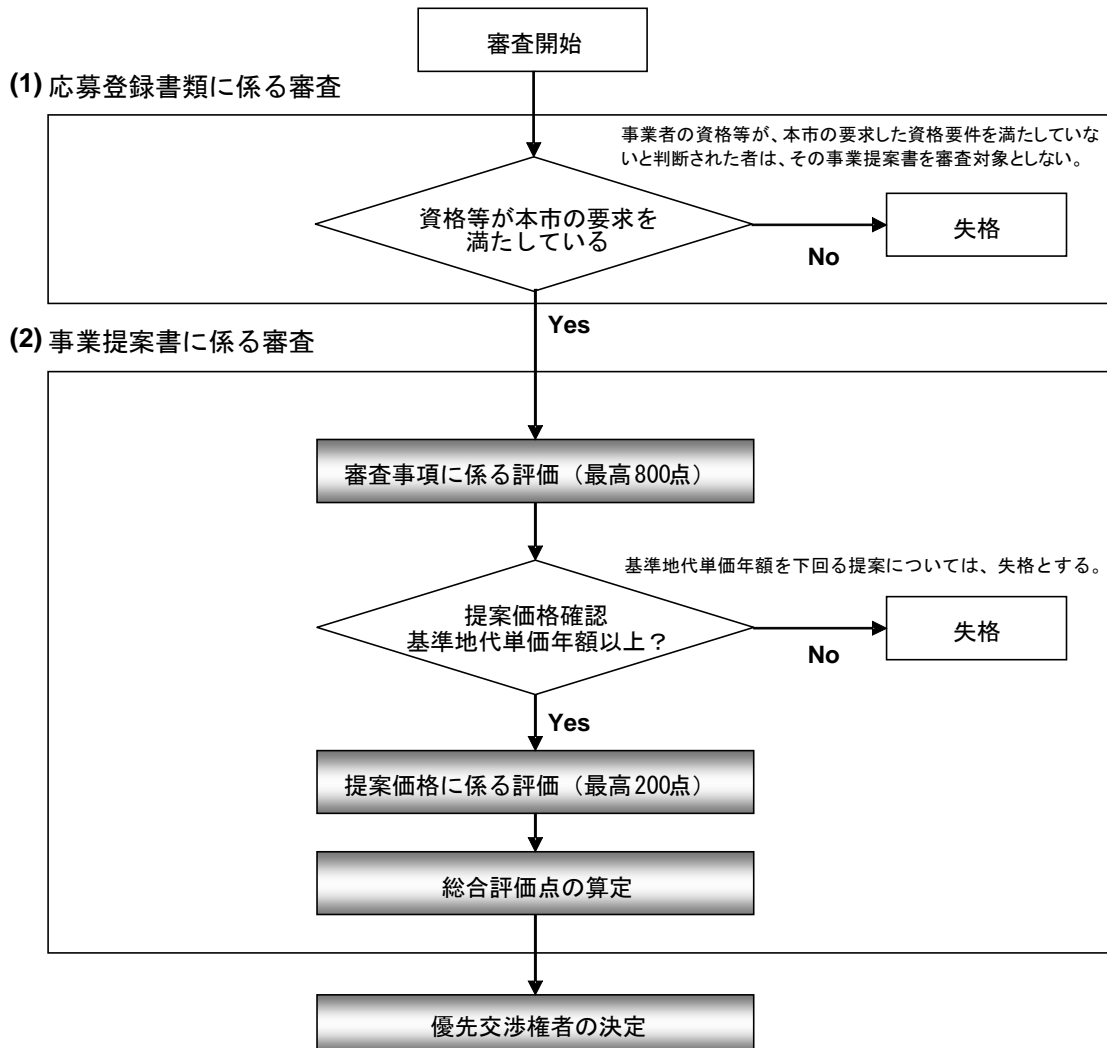 審査開始
(1) 応募登録書類に係る審査
事業者の資格等が、本市の要求した資格要件を満たしていな
いと判断された者は、その事業提案書を審査対象としない。
資格等が本市の要求を
満たしている
失格
No
Yes
(2) 事業提案書に係る審査
審査事項に係る評価（最高800点）
基準地代単価年額を下回る提案については、失格とする。
提案価格確認
基準地代単価年額以上？
失格
No
Yes
提案価格に係る評価（最高200点）
総合評価点の算定
優先交渉権者の決定